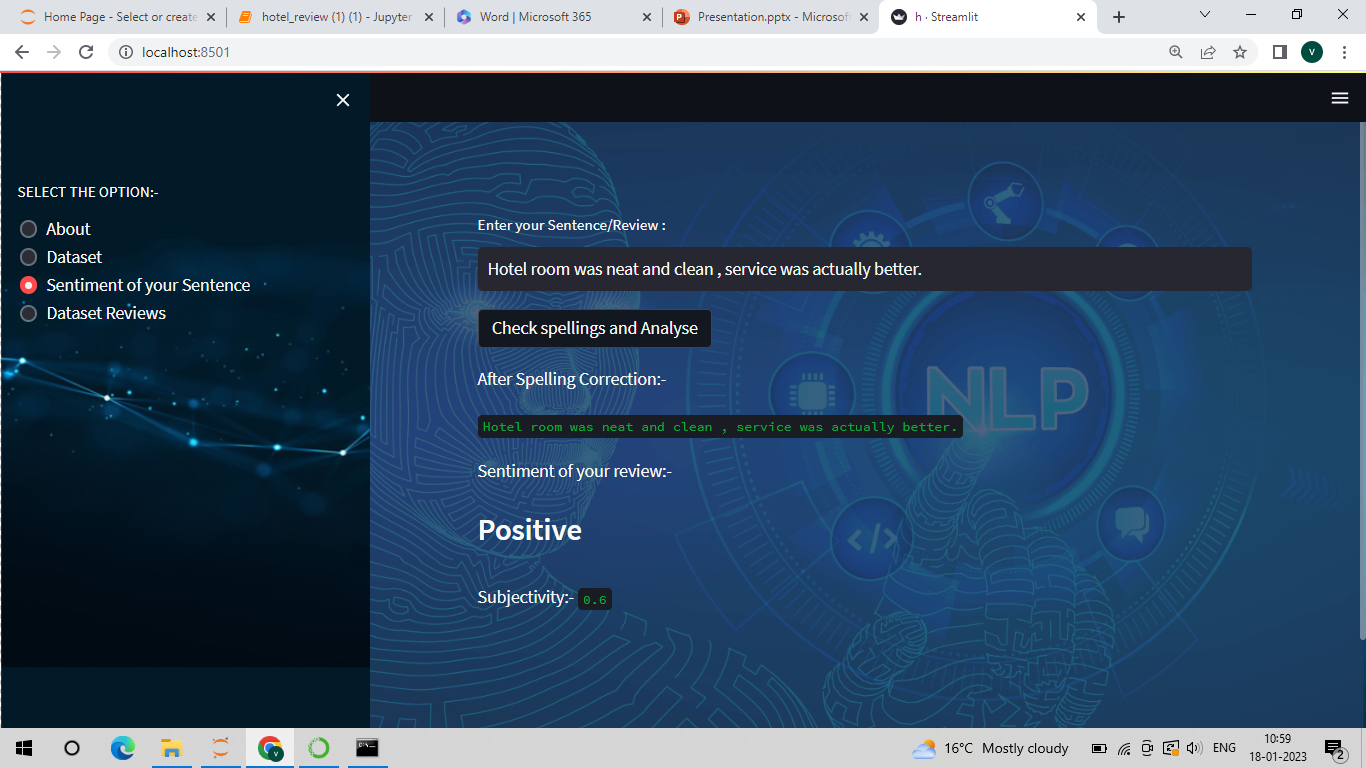 Home Page - Select or create
hotel_review (1) (1) - Jupyter
Word | Microsoft 365
Presentation.pptx - Microsoft
h · Streamlit
localhost:8501
V
SELECT THE OPTION:-
About
Dataset
Sentiment of your Sentence
Dataset Reviews
Enter your Sentence/Review :
Hotel room was neat and clean , service was actually better.
Check spellings and Analyse
After Spelling Correction:-
Hotel room was neat and clean , service was actually better.
Sentiment of your review:-
Positive
Subjectivity:- 0.6
NLP
</>
16°C Mostly cloudy
ENG
10:59
18-01-2023
2